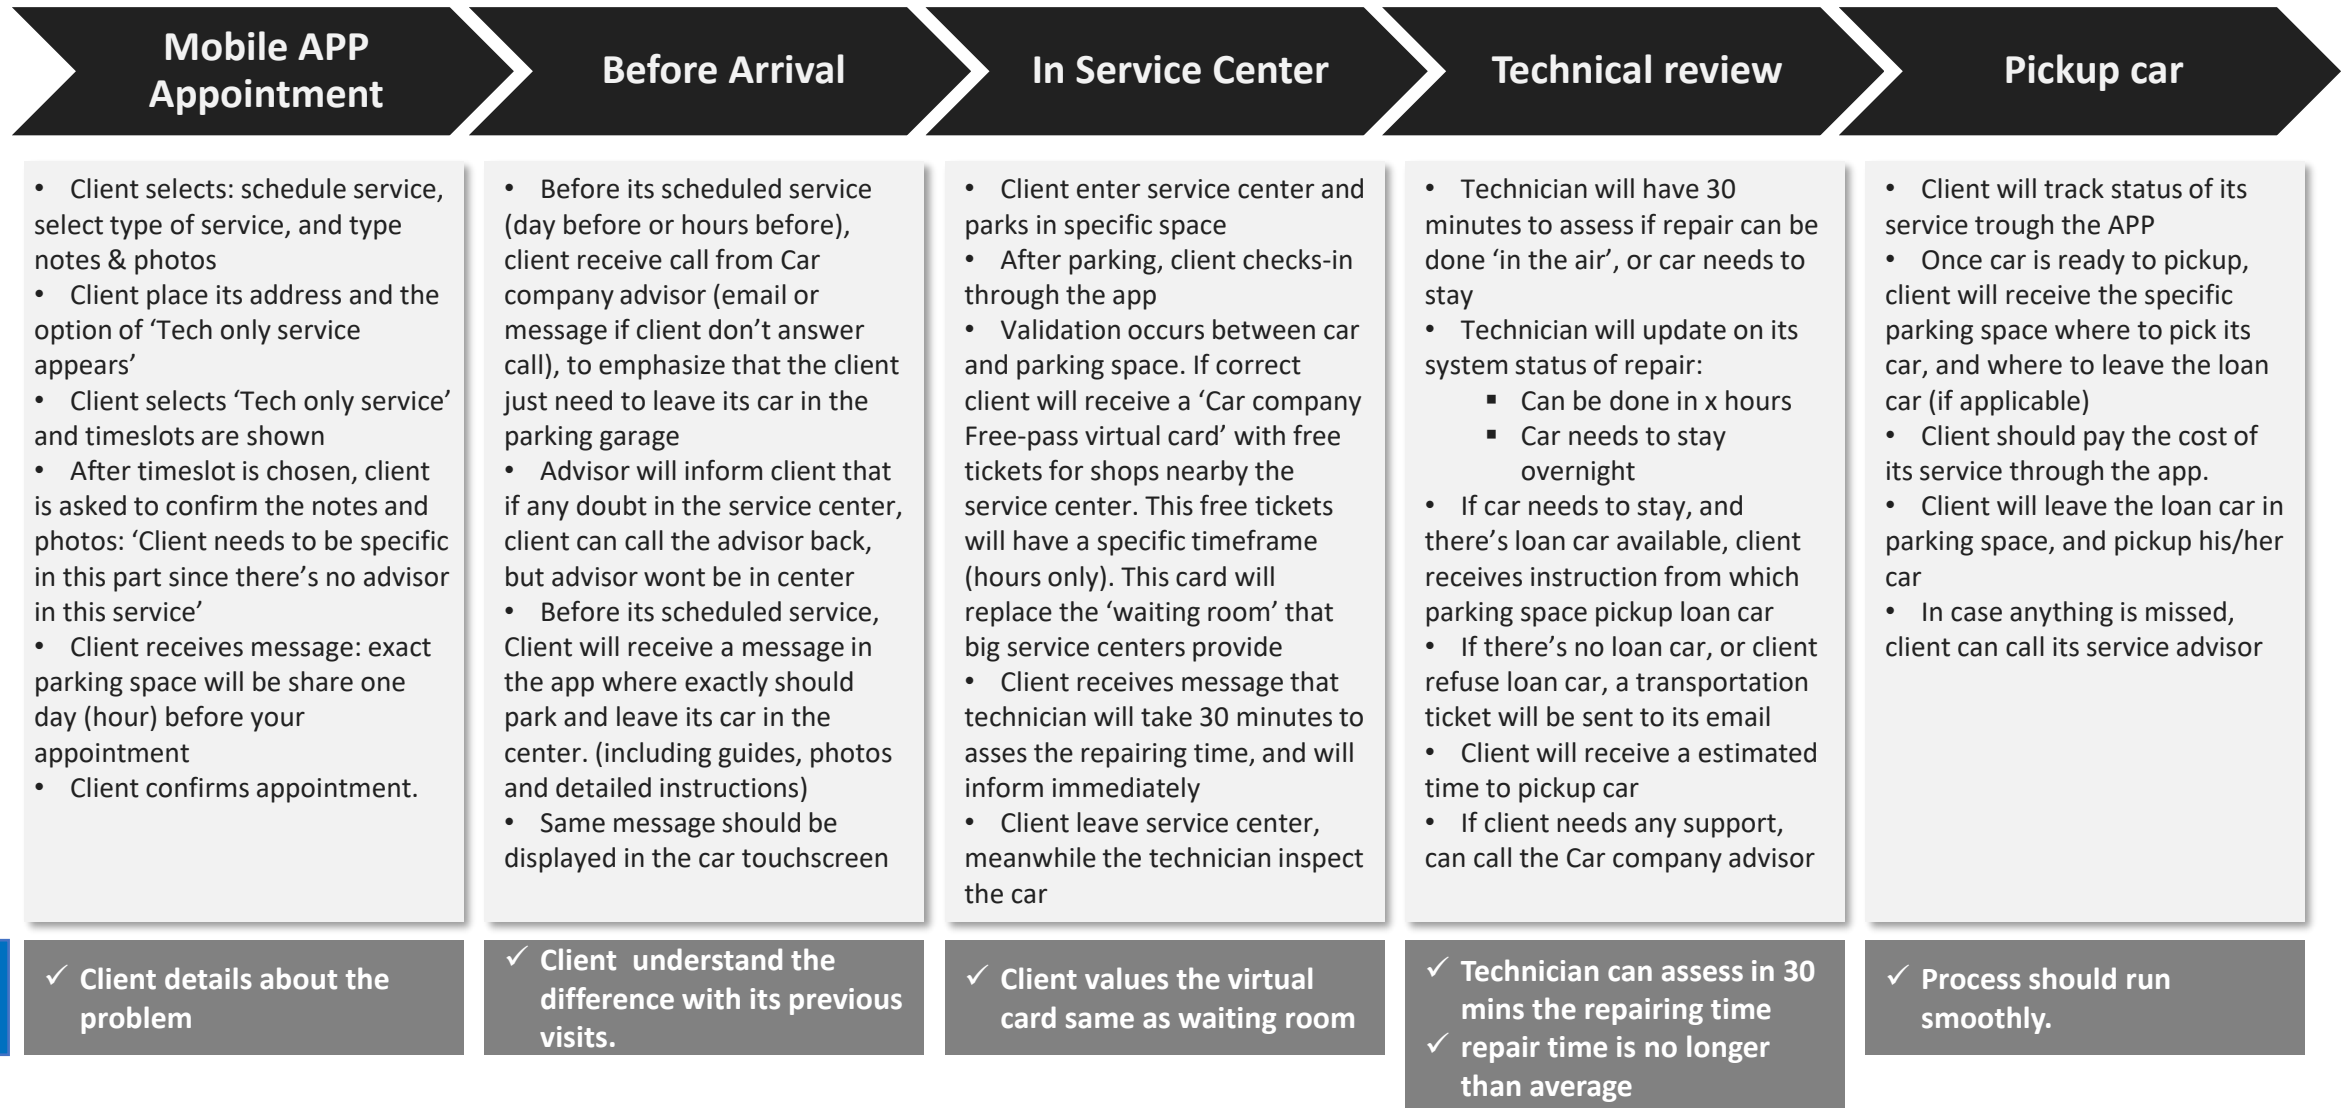 Mobile APP
Appointment
Before Arrival
In Service Center
Technical review
Pickup car
• Client selects: schedule service,
select type of service, and type
notes & photos
• Client place its address and the
option of ‘Tech only service
appears’
• Client selects ‘Tech only service’
and timeslots are shown
• After timeslot is chosen, client
is asked to confirm the notes and
photos: ‘Client needs to be specific
in this part since there’s no advisor
in this service’
• Client receives message: exact
parking space will be share one
day (hour) before your
appointment
• Client confirms appointment.
• Before its scheduled service
(day before or hours before),
client receive call from Car
company advisor (email or
message if client don’t answer
call), to emphasize that the client
just need to leave its car in the
parking garage
• Advisor will inform client that
if any doubt in the service center,
client can call the advisor back,
but advisor wont be in center
• Before its scheduled service,
Client will receive a message in
the app where exactly should
park and leave its car in the
center. (including guides, photos
and detailed instructions)
• Same message should be
displayed in the car touchscreen
• Client enter service center and
parks in specific space
• After parking, client checks-in
through the app
• Validation occurs between car
and parking space. If correct
client will receive a ‘Car company
Free-pass virtual card’ with free
tickets for shops nearby the
service center. This free tickets
will have a specific timeframe
(hours only). This card will
replace the ‘waiting room’ that
big service centers provide
• Client receives message that
technician will take 30 minutes to
asses the repairing time, and will
inform immediately
• Client leave service center,
meanwhile the technician inspect
the car
• Technician will have 30
minutes to assess if repair can be
done ‘in the air’, or car needs to
stay
• Technician will update on its
system status of repair:
▪ Can be done in x hours
▪ Car needs to stay
overnight
• If car needs to stay, and
there’s loan car available, client
receives instruction from which
parking space pickup loan car
• If there’s no loan car, or client
refuse loan car, a transportation
ticket will be sent to its email
• Client will receive a estimated
time to pickup car
• If client needs any support,
can call the Car company advisor
• Client will track status of its
service trough the APP
• Once car is ready to pickup,
client will receive the specific
parking space where to pick its
car, and where to leave the loan
car (if applicable)
• Client should pay the cost of
its service through the app.
• Client will leave the loan car in
parking space, and pickup his/her
car
• In case anything is missed,
client can call its service advisor
✓ Client details about the
problem
✓ Client understand the
difference with its previous
visits.
✓ Client values the virtual
card same as waiting room
✓ Technician can assess in 30
mins the repairing time
✓ repair time is no longer
than average
✓ Process should run
smoothly.